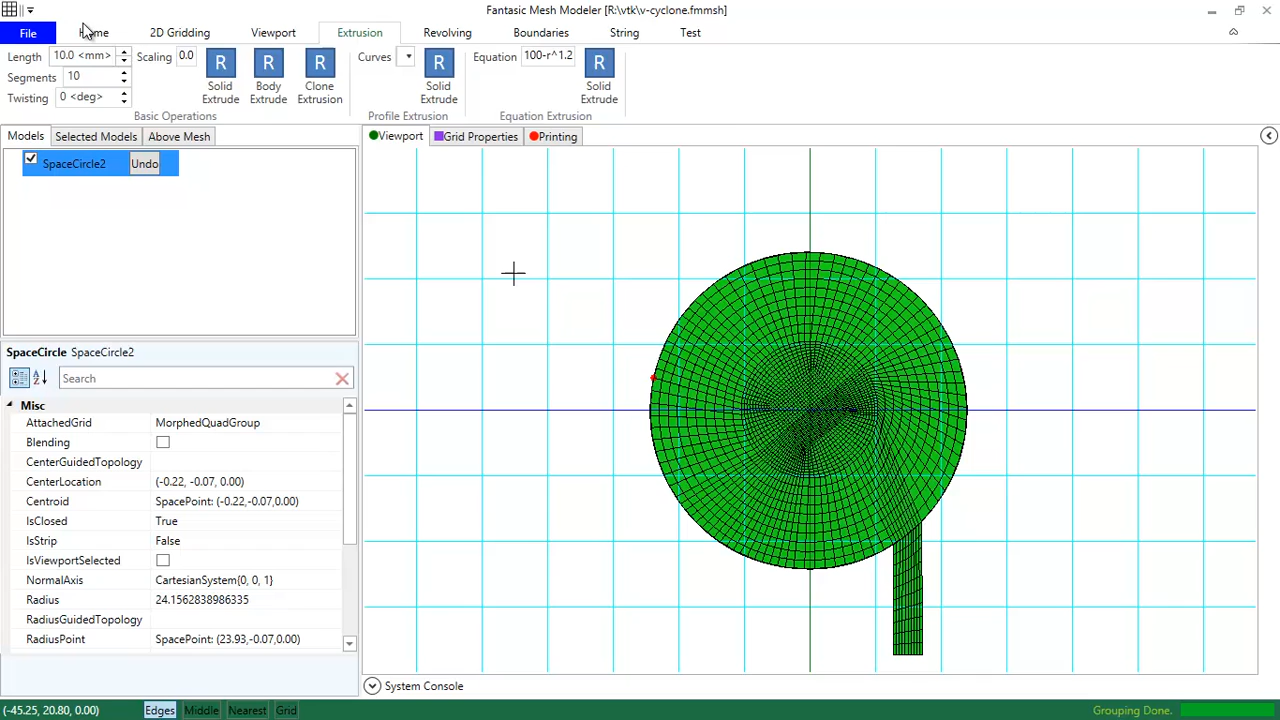 Fantasic Mesh Modeler [R:\vtk\v-cyclone.fmmsh]
File
2D Gridding
Viewport
Extrusion
Revolving
Boundaries
String
Test
Length 10.0 <mm> Scaling 0.0
Segments 10
Twisting 0 <deg>
R Solid Extrude
R Body Extrude
R Clone Extrusion
Basic Operations
Curves
R Solid Extrude
Profile Extrusion
Equation 100-r^1.2
R Solid Extrude
Equation Extrusion
Models Selected Models Above Mesh
SpaceCircle2 Undo
Viewport Grid Properties Printing
SpaceCircle SpaceCircle2
Search
Misc
AttachedGrid MorphedQuadGroup
Blending
CenterGuidedTopology
CenterLocation (-0.22, -0.07, 0.00)
Centroid SpacePoint: (-0.22,-0.07,0.00)
IsClosed True
IsStrip False
IsViewportSelected
NormalAxis CartesianSystem{0, 0, 1}
Radius 24.1562838986335
RadiusGuidedTopology
RadiusPoint SpacePoint: (23.93,-0.07,0.00)
System Console
(-45.25, 20.80, 0.00) Edges Middle Nearest Grid Grouping Done.